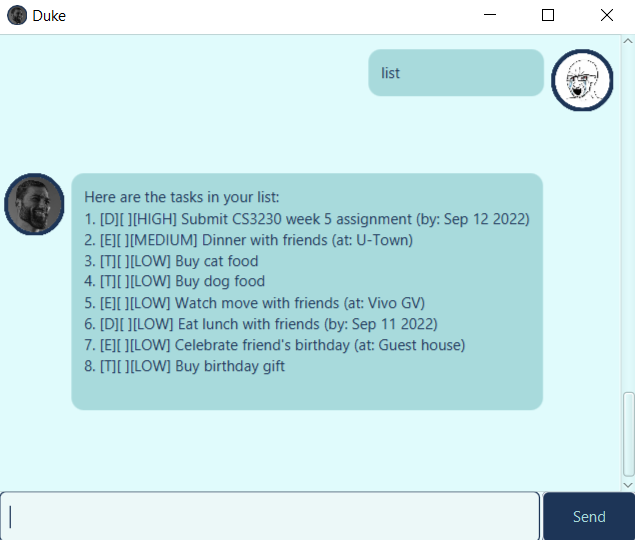 Duke
list
Here are the tasks in your list:
1. [D][ ][HIGH] Submit CS3230 week 5 assignment (by: Sep 12 2022)
2. [E][ ][MEDIUM] Dinner with friends (at: U-Town)
3. [T][ ][LOW] Buy cat food
4. [T][ ][LOW] Buy dog food
5. [E][ ][LOW] Watch move with friends (at: Vivo GV)
6. [D][ ][LOW] Eat lunch with friends (by: Sep 11 2022)
7. [E][ ][LOW] Celebrate friend's birthday (at: Guest house)
8. [T][ ][LOW] Buy birthday gift
Send